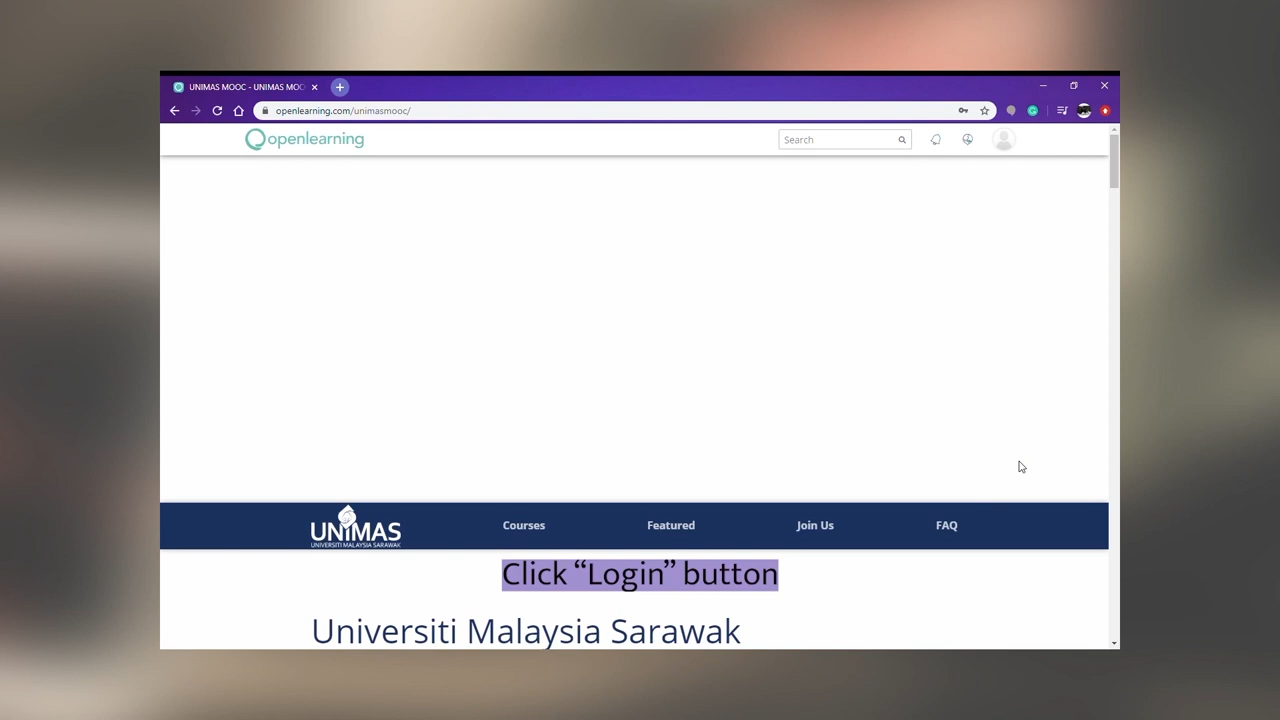 UNIMAS MOOC - UNIMAS MOO
openlearning.com/unimasmooc/
openlearning
Search
UNIMAS
UNIVERSITI MALAYSIA SARAWAK
Courses
Featured
Join Us
FAQ
Click “Login” button
Universiti Malaysia Sarawak